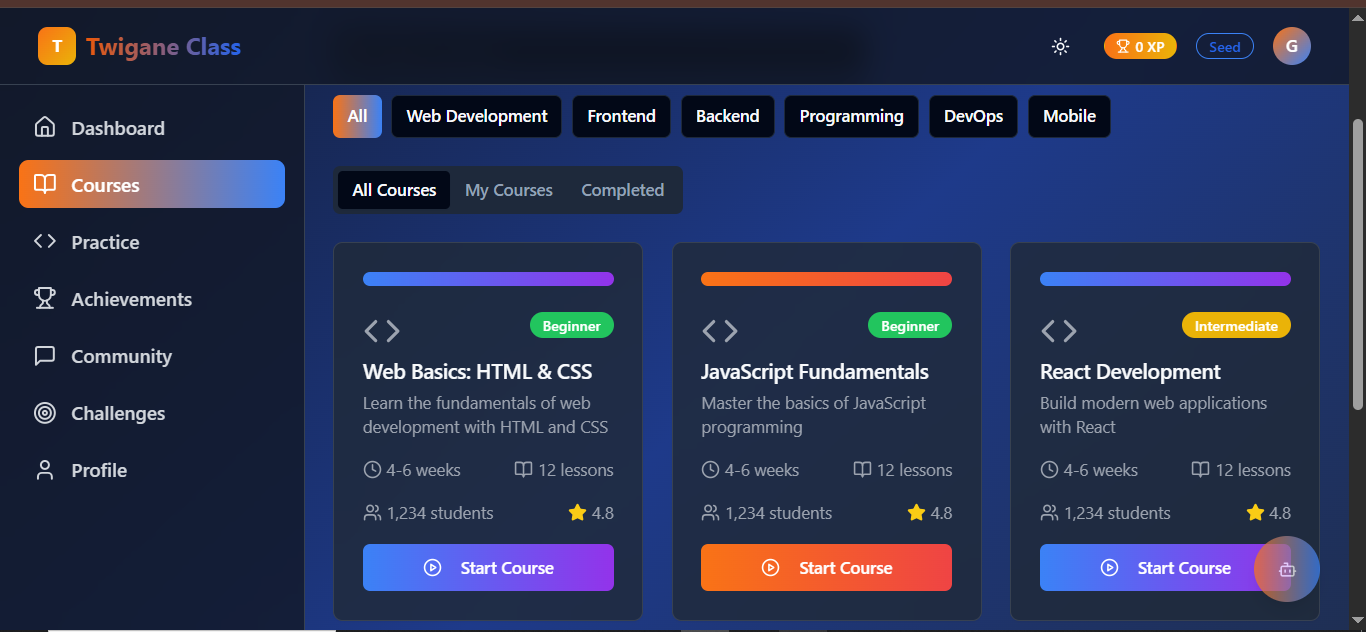 T Twigane Class
0 XP
Seed
G
Dashboard
Courses
Practice
Achievements
Community
Challenges
Profile
All Web Development Frontend Backend Programming DevOps Mobile
All Courses My Courses Completed
Beginner
Web Basics: HTML & CSS
Learn the fundamentals of web
development with HTML and CSS
4-6 weeks 12 lessons
1,234 students 4.8
Start Course
Beginner
JavaScript Fundamentals
Master the basics of JavaScript
programming
4-6 weeks 12 lessons
1,234 students 4.8
Start Course
Intermediate
React Development
Build modern web applications
with React
4-6 weeks 12 lessons
1,234 students 4.8
Start Course